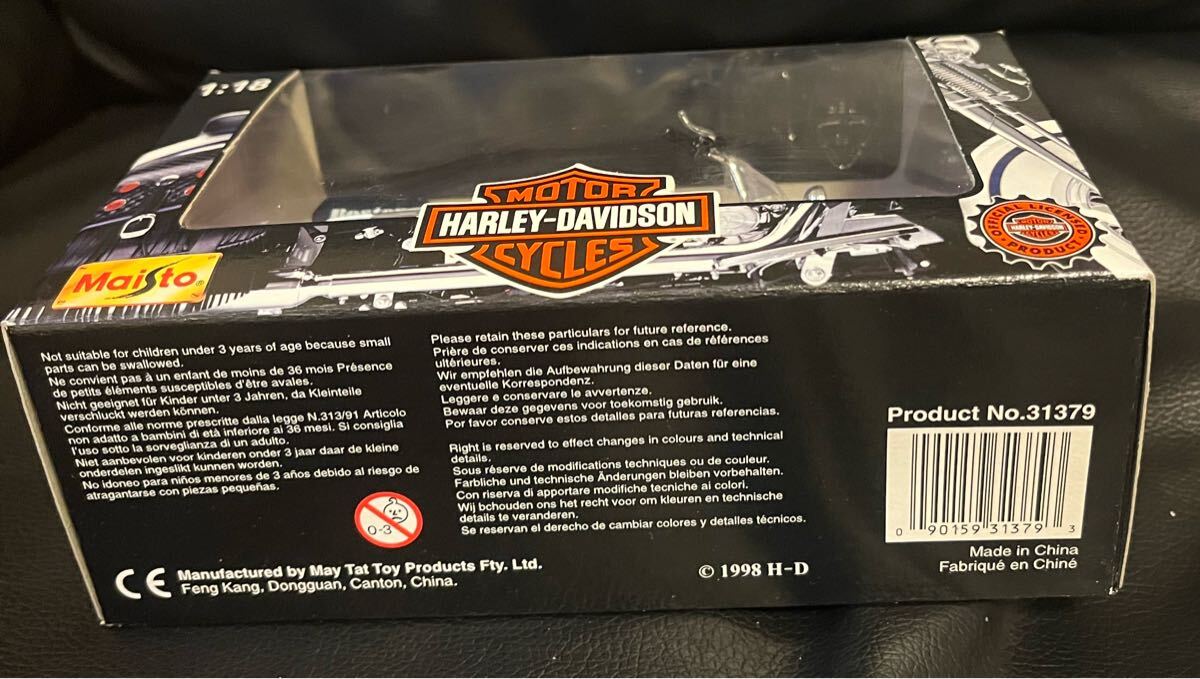 1:18
MOTOR
HARLEY-DAVIDSON
CYCLES
OFFICIAL LICENSED
MOTOR
HARLEY-DAVIDSON
CYCLES
PRODUCT
Maisto®
Not suitable for children under 3 years of age because small
parts can be swallowed.
Ne convient pas à un enfant de moins de 36 mois Présence
de petits éléments susceptibles d'être avales.
Nicht geeignet für Kinder unter 3 Jahren, da Kleinteile
verschluckt werden können.
Conforme alle norme prescritte dalla legge N.313/91 Articolo
non adatto a bambini di età inferiore ai 36 mesi. Si consiglia
l'uso sotto la sorveglianza di un adulto.
Niet aanbevolen voor kinderen onder 3 jaar daar de kleine
onderdelen ingeslikt kunnen worden.
No idoneo para niños menores de 3 años debido al riesgo de
atragantarse con piezas pequeñas.
0-3
Please retain these particulars for future reference.
Prière de conserver ces indications en cas de références
ultérieures.
Wir empfehlen die Aufbewahrung dieser Daten für eine
eventuelle Korrespondenz.
Leggere e conservare le avvertenze.
Bewaar deze gegevens voor toekomstig gebruik.
Por favor conserve estos detalles para futuras referencias.
Right is reserved to effect changes in colours and technical
details.
Sous réserve de modifications techniques ou de couleur.
Farbliche und technische Änderungen bleiben vorbehalten.
Con riserva di apportare modifiche tecniche ai colori.
Wij bchouden ons het recht voor om kleuren en technische
details te veranderen.
Se reservan el derecho de cambiar colores y detalles técnicos.
CE Manufactured by May Tat Toy Products Fty. Ltd.
Feng Kang, Dongguan, Canton, China.
© 1998 H-D
Product No.31379
0 90159 31379 3
Made in China
Fabriqué en Chiné